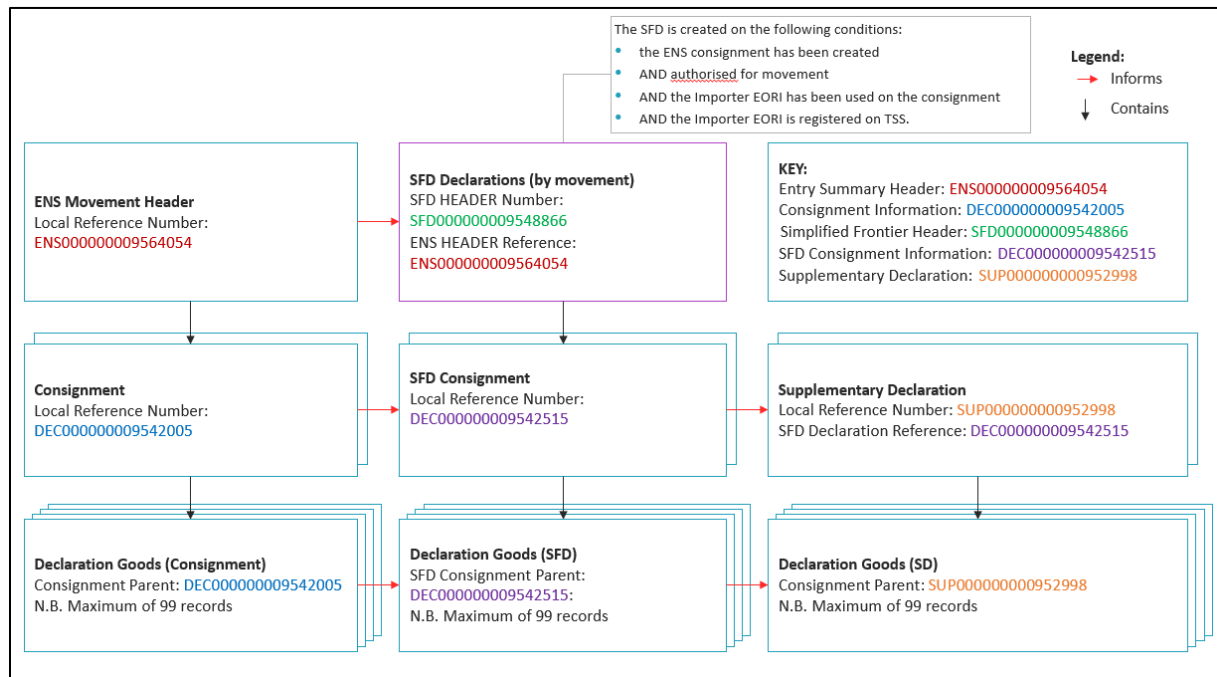 The SFD is created on the following conditions:
• the ENS consignment has been created
• AND authorised for movement
• AND the Importer EORI has been used on the consignment
• AND the Importer EORI is registered on TSS.
Legend:
Informs
Contains
ENS Movement Header
Local Reference Number:
ENS000000009564054
SFD Declarations (by movement)
SFD HEADER Number:
SFD000000009548866
ENS HEADER Reference:
ENS000000009564054
KEY:
Entry Summary Header: ENS000000009564054
Consignment Information: DEC000000009542005
Simplified Frontier Header: SFD000000009548866
SFD Consignment Information: DEC000000009542515
Supplementary Declaration: SUP000000000952998
Consignment
Local Reference Number:
DEC000000009542005
SFD Consignment
Local Reference Number:
DEC000000009542515
Supplementary Declaration
Local Reference Number: SUP000000000952998
SFD Declaration Reference: DEC000000009542515
Declaration Goods (Consignment)
Consignment Parent: DEC000000009542005
N.B. Maximum of 99 records
Declaration Goods (SFD)
SFD Consignment Parent:
DEC000000009542515:
N.B. Maximum of 99 records
Declaration Goods (SD)
Consignment Parent: SUP000000000952998
N.B. Maximum of 99 records